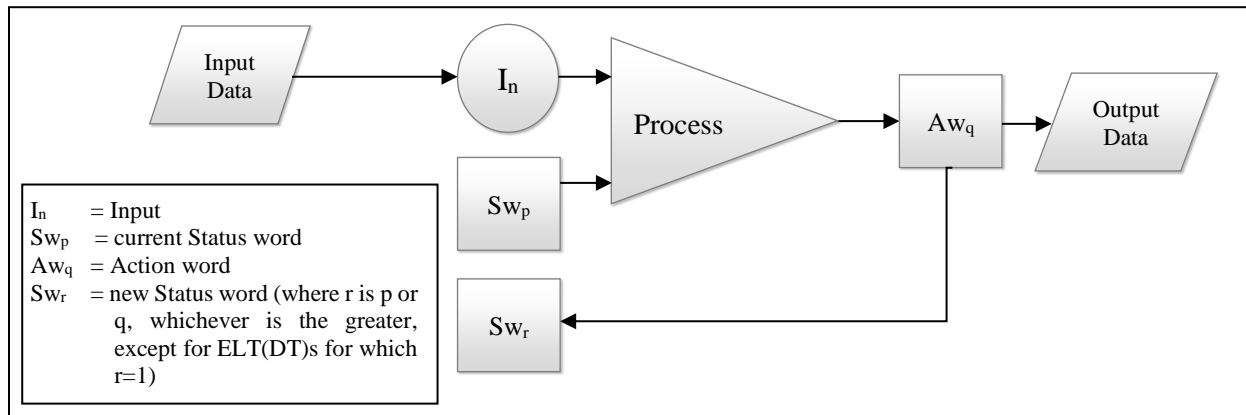 Input
Data
Iₙ
Process
Awq
Output
Data
Swₚ
Swᵣ
Iₙ = Input
Swₚ = current Status word
Awq = Action word
Swᵣ = new Status word (where r is p or
q, whichever is the greater,
except for ELT(DT)s for which
r=1)